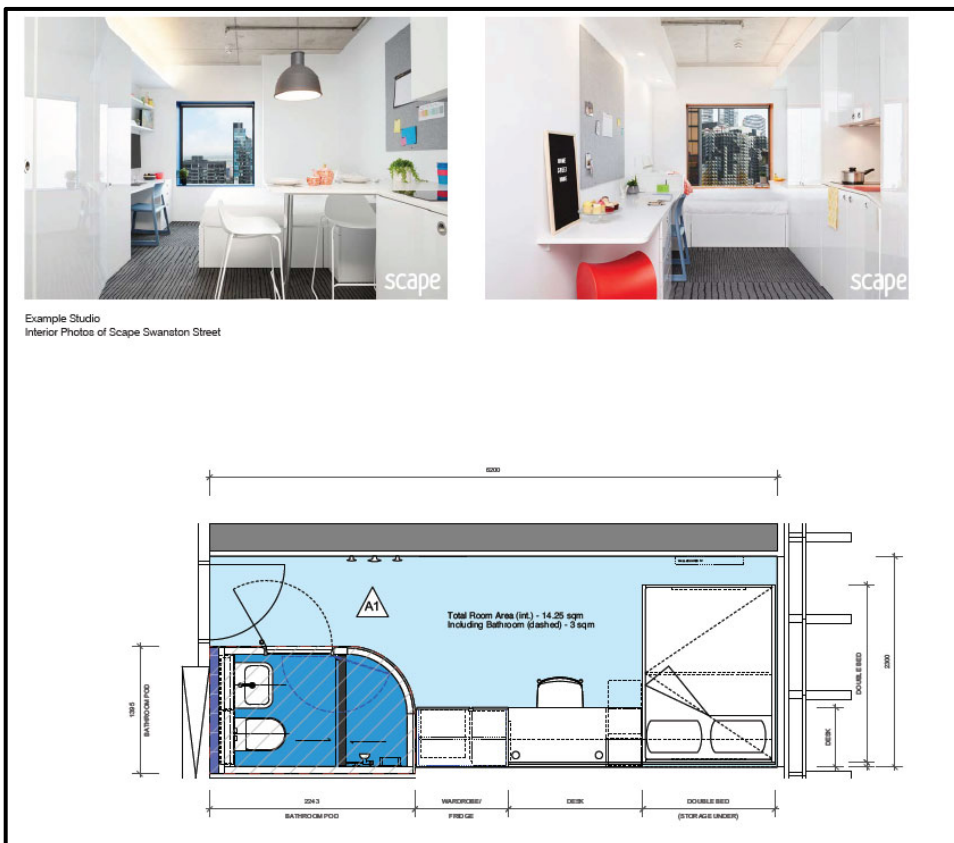 scape
scape
Example Studio
Interior Photos of Scape Swanston Street
6200
A1
Total Room Area (int.) - 14.25 sqm
Including Bathroom (dashed) - 3 sqm
1395
BATHROOM POD
DOUBLE BED
2300
DESK
2243
WARDROBE/
DESK
DOUBLE BED
BATHROOM POD
FRIDGE
(STORAGE UNDER)